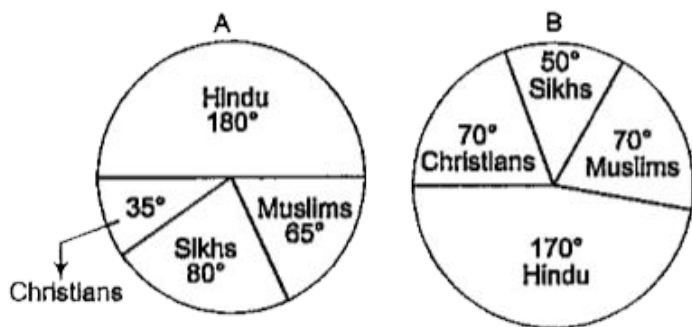 A
Hindu
180°
35°
Muslims
65°
Sikhs
80°
Christians
B
50°
Sikhs
70°
Christians
70°
Muslims
170°
Hindu